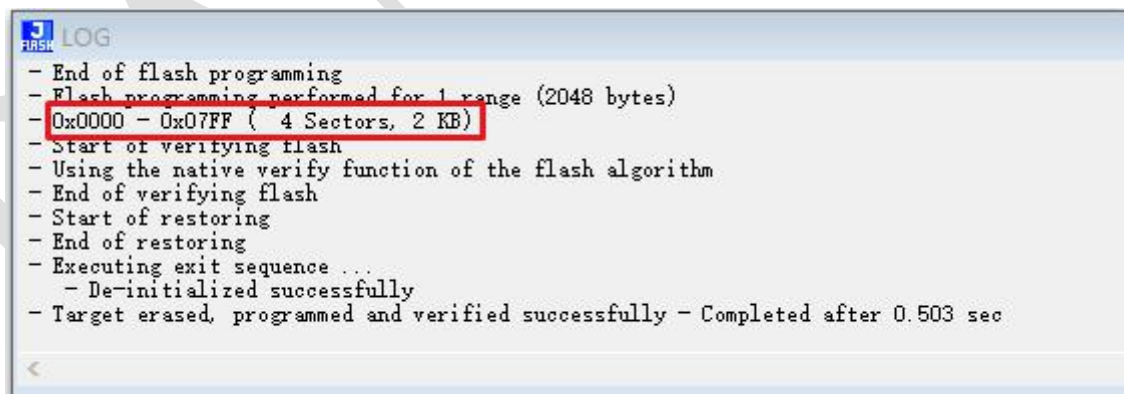 J
FLASH LOG
- End of flash programming
- Flash programming performed for 1 range (2048 bytes)
- 0x0000 - 0x07FF (  4 Sectors, 2 KB)
- Start of verifying flash
- Using the native verify function of the flash algorithm
- End of verifying flash
- Start of restoring
- End of restoring
- Executing exit sequence ...
- De-initialized successfully
- Target erased, programmed and verified successfully - Completed after 0.503 sec